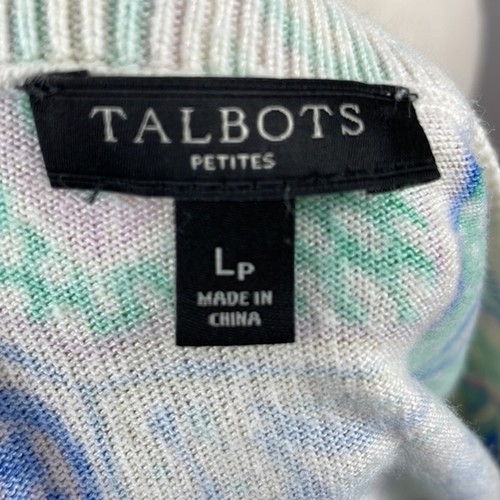 TALBOTS
PETITES
LP
MADE IN
CHINA